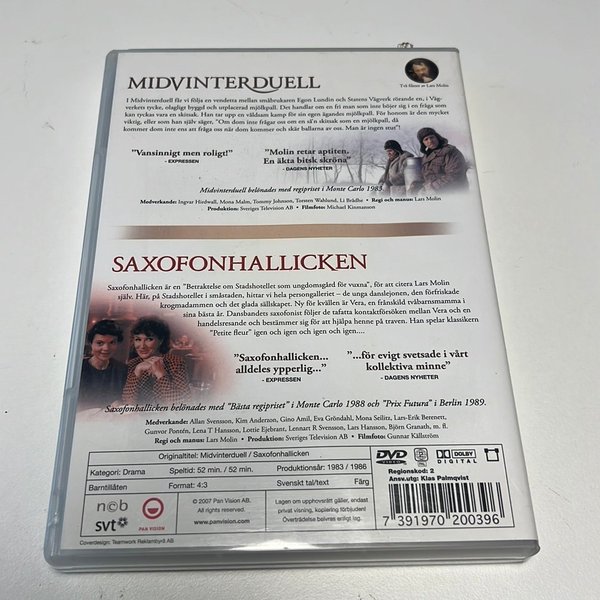 MIDVINTERDUELL
Två filmer av Lars Molin
I Midvinterduell får vi följa en vendetta mellan småbrukaren Egon Lundin och Statens Vägverk rörande en, i Väg-
verkets tycke, olagligt byggd och utplacerad mjölkpall. Det handlar om en fri man som inte böjer sig i en fråga som
kan tyckas vara en skitsak. Han tar upp en våldsam kamp för sin egen ägandes mjölkpall. För honom är den mycket
viktig, eller som han själv säger, "Om dom inte frågar oss om en så'n skitsak som en mjölkpall, då
kommer dom inte ens att fråga oss när dom kommer och skär ballarna av oss. Man är ingen stut"!
"Vansinnigt men roligt!"
- EXPRESSEN
"Molin retar aptiten.
En äkta bitsk skröna"
- DAGENS NYHETER
Midvinterduell belönades med regipriset i Monte Carlo 1983.
Medverkande: Ingvar Hirdwall, Mona Malm, Tommy Johnson, Torsten Wahlund, Li Brådhe • Regi och manus: Lars Molin
• Produktion: Sveriges Television AB • Filmfoto: Michael Kinmanson
SAXOFONHALLICKEN
Saxofonhallicken är en "Betraktelse om Stadshotellet som ungdomsgård för vuxna", för att citera Lars Molin
själv. Här, på Stadshotellet i småstaden, hittar vi hela persongalleriet – de unga danslejonen, den förfriskade
krogmadammen och det glada sällskapet. Ny för kvällen är Vera, en frånskild tvåbarnsmamma i
sina bästa år. Dansbandets saxofonist följer de tafatta kontaktförsöken mellan Vera och en
handelsresande och bestämmer sig för att hjälpa henne på traven. Han spelar klassikern
"Petite fleur" igen och igen och igen och igen....
"Saxofonhallicken...
alldeles ypperlig..."
- EXPRESSEN
"...för evigt svetsade i vårt
kollektiva minne"
- DAGENS NYHETER
Saxofonhallicken belönades med "Bästa regipriset" i Monte Carlo 1988 och "Prix Futura" i Berlin 1989.
Medverkande: Allan Svensson, Kim Anderzon, Gino Amil, Eva Gröndahl, Mona Seilitz, Lars-Erik Berenett,
Gunvor Pontén, Lena T Hansson, Lottie Ejebrant, Lennart R Svensson, Lars Hansson, Björn Granath, m. fl.
Regi och manus: Lars Molin • Produktion: Sveriges Television AB • Filmfoto: Gunnar Källström
Originaltitel: Midvinterduell / Saxofonhallicken
Kategori: Drama
Speltid: 52 min. / 52 min.
Produktionsår: 1983 / 1986
Barntillåten
Format: 4:3
Svenskt tal/text
Färg
ncb
svt
PAN VISION
© 2007 Pan Vision AB.
All rights reserved.
www.panvision.com
Lagen om upphovsrätt gäller, endast
privat visning, kopiering förbjuden!
Överträdelse beivres enligt lag.
DVD
VIDEO
DOLBY
DIGITAL
Regionskod: 2
Ansv.utg: Klas Palmqvist
7 391970 200396
Coverdesign: Teamwork Reklambyrå AB